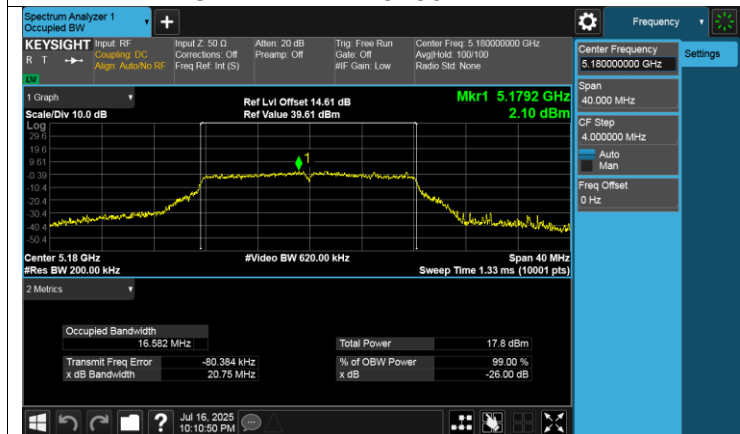 Spectrum Analyzer 1
Occupied BW
Frequency
KEYSIGHT
R T
LXI
Input: RF
Coupling: DC
Align: Auto/No RF
Input Z: 50 Ω
Corrections: Off
Freq Ref: Int (S)
Atten: 20 dB
Preamp: Off
Trig: Free Run
Gate: Off
#IF Gain: Low
Center Freq: 5.180000000 GHz
Avg|Hold: 100/100
Radio Std: None
Center Frequency
5.180000000 GHz
Settings
Span
40.000 MHz
CF Step
4.000000 MHz
Auto
Man
Freq Offset
0 Hz
1 Graph
Scale/Div 10.0 dB
Ref Lvl Offset 14.61 dB
Ref Value 39.61 dBm
Mkr1 5.1792 GHz
2.10 dBm
Log
29.6
19.6
9.61
-0.39
-10.4
-20.4
-30.4
-40.4
-50.4
1
Center 5.18 GHz
#Res BW 200.00 kHz
#Video BW 620.00 kHz
Span 40 MHz
Sweep Time 1.33 ms (10001 pts)
2 Metrics
Occupied Bandwidth
16.582 MHz
Total Power 17.8 dBm
Transmit Freq Error -80.384 kHz
% of OBW Power 99.00 %
x dB Bandwidth 20.75 MHz
x dB -26.00 dB
?
Jul 16, 2025
10:10:50 PM